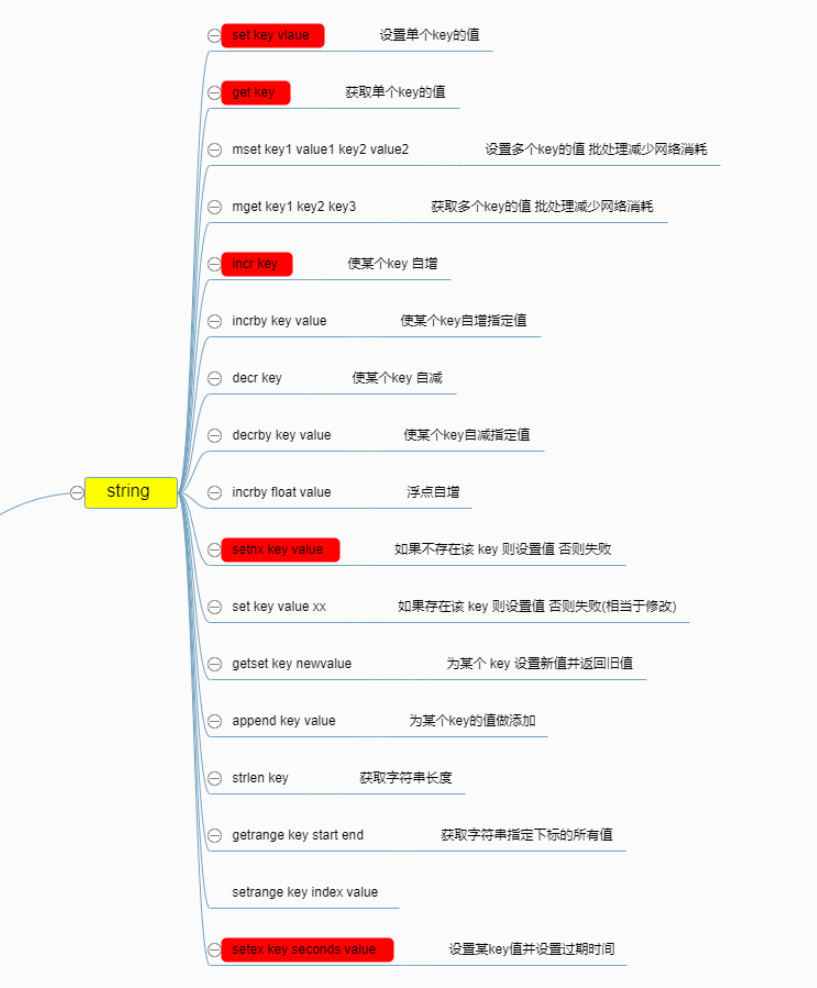 set key vlaue 设置单个key的值
get key 获取单个key的值
mset key1 value1 key2 value2 设置多个key的值 批处理减少网络消耗
mget key1 key2 key3 获取多个key的值 批处理减少网络消耗
incr key 使某个key 自增
incrby key value 使某个key自增指定值
decr key 使某个key 自减
decrby key value 使某个key自减指定值
string
incrby float value 浮点自增
setnx key value 如果不存在该 key 则设置值 否则失败
set key value xx 如果存在该 key 则设置值 否则失败(相当于修改)
getset key newvalue 为某个 key 设置新值并返回旧值
append key value 为某个key的值做添加
strlen key 获取字符串长度
getrange key start end 获取字符串指定下标的所有值
setrange key index value
setex key seconds value 设置某key值并设置过期时间